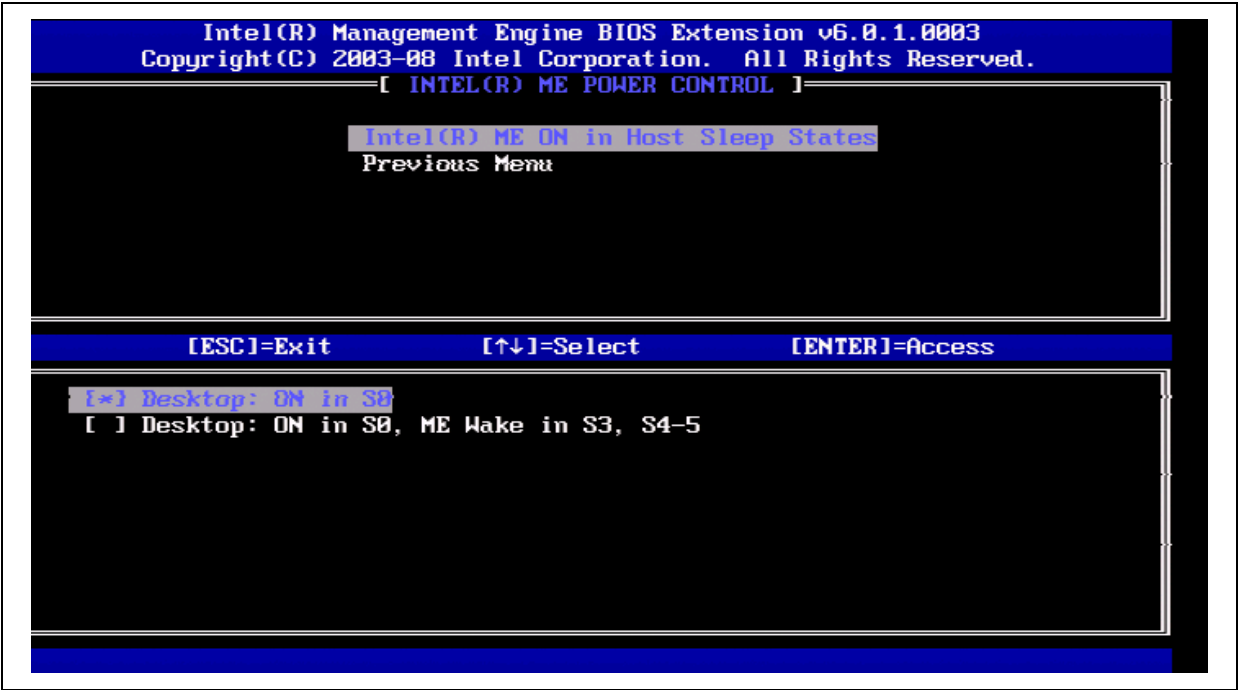 Intel(R) Management Engine BIOS Extension v6.0.1.0003
Copyright(C) 2003-08 Intel Corporation. All Rights Reserved.
[ INTEL(R) ME POWER CONTROL ]
Intel(R) ME ON in Host Sleep States
Previous Menu
[ESC]=Exit [↑↓]=Select [ENTER]=Access
[*] Desktop: ON in S0
[ ] Desktop: ON in S0, ME Wake in S3, S4-5